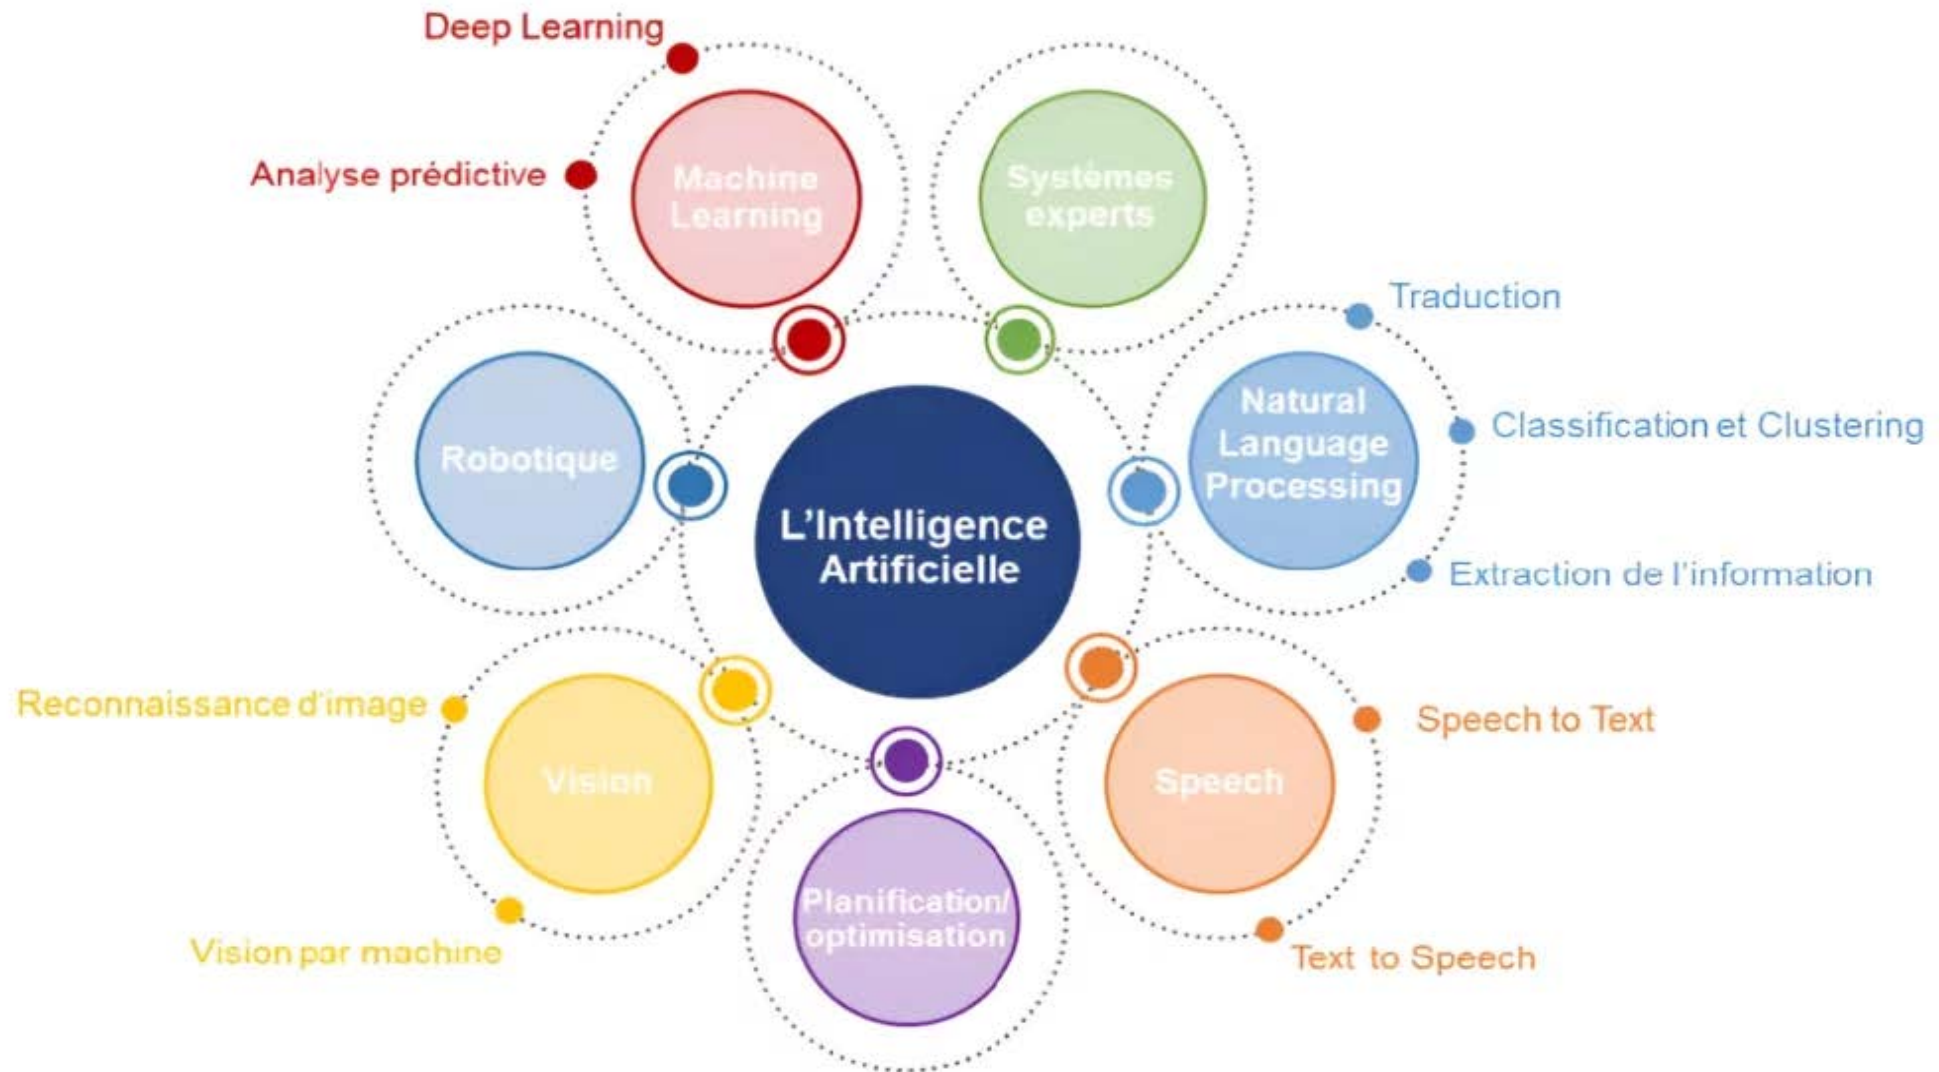 Deep Learning
Analyse prédictive
Machine
Learning
Systèmes
experts
Traduction
Natural
Language
Processing
Classification et Clustering
Extraction de l'information
Robotique
L'Intelligence
Artificielle
Reconnaissance d'image
Vision
Vision par machine
Speech to Text
Speech
Text to Speech
Planification/
optimisation